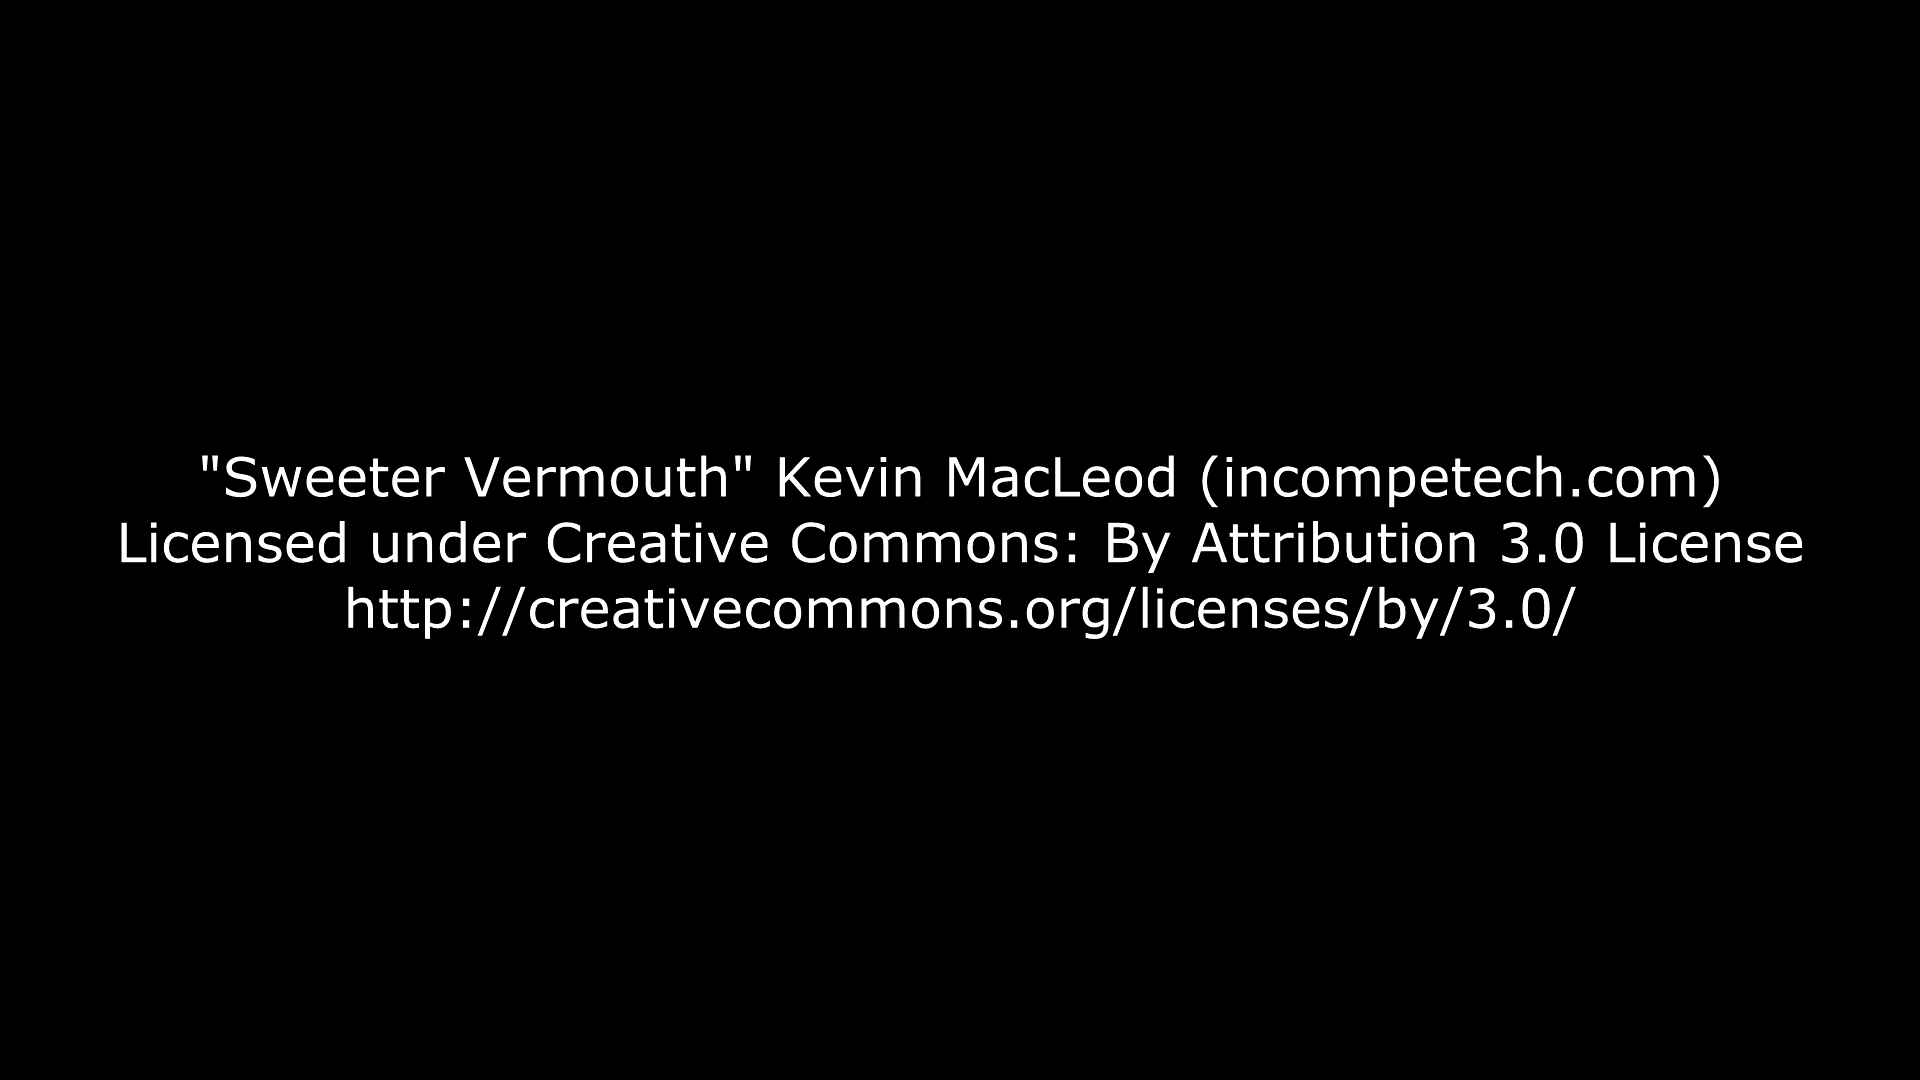 "Sweeter Vermouth" Kevin MacLeod (incompetech.com)
Licensed under Creative Commons: By Attribution 3.0 License
http://creativecommons.org/licenses/by/3.0/